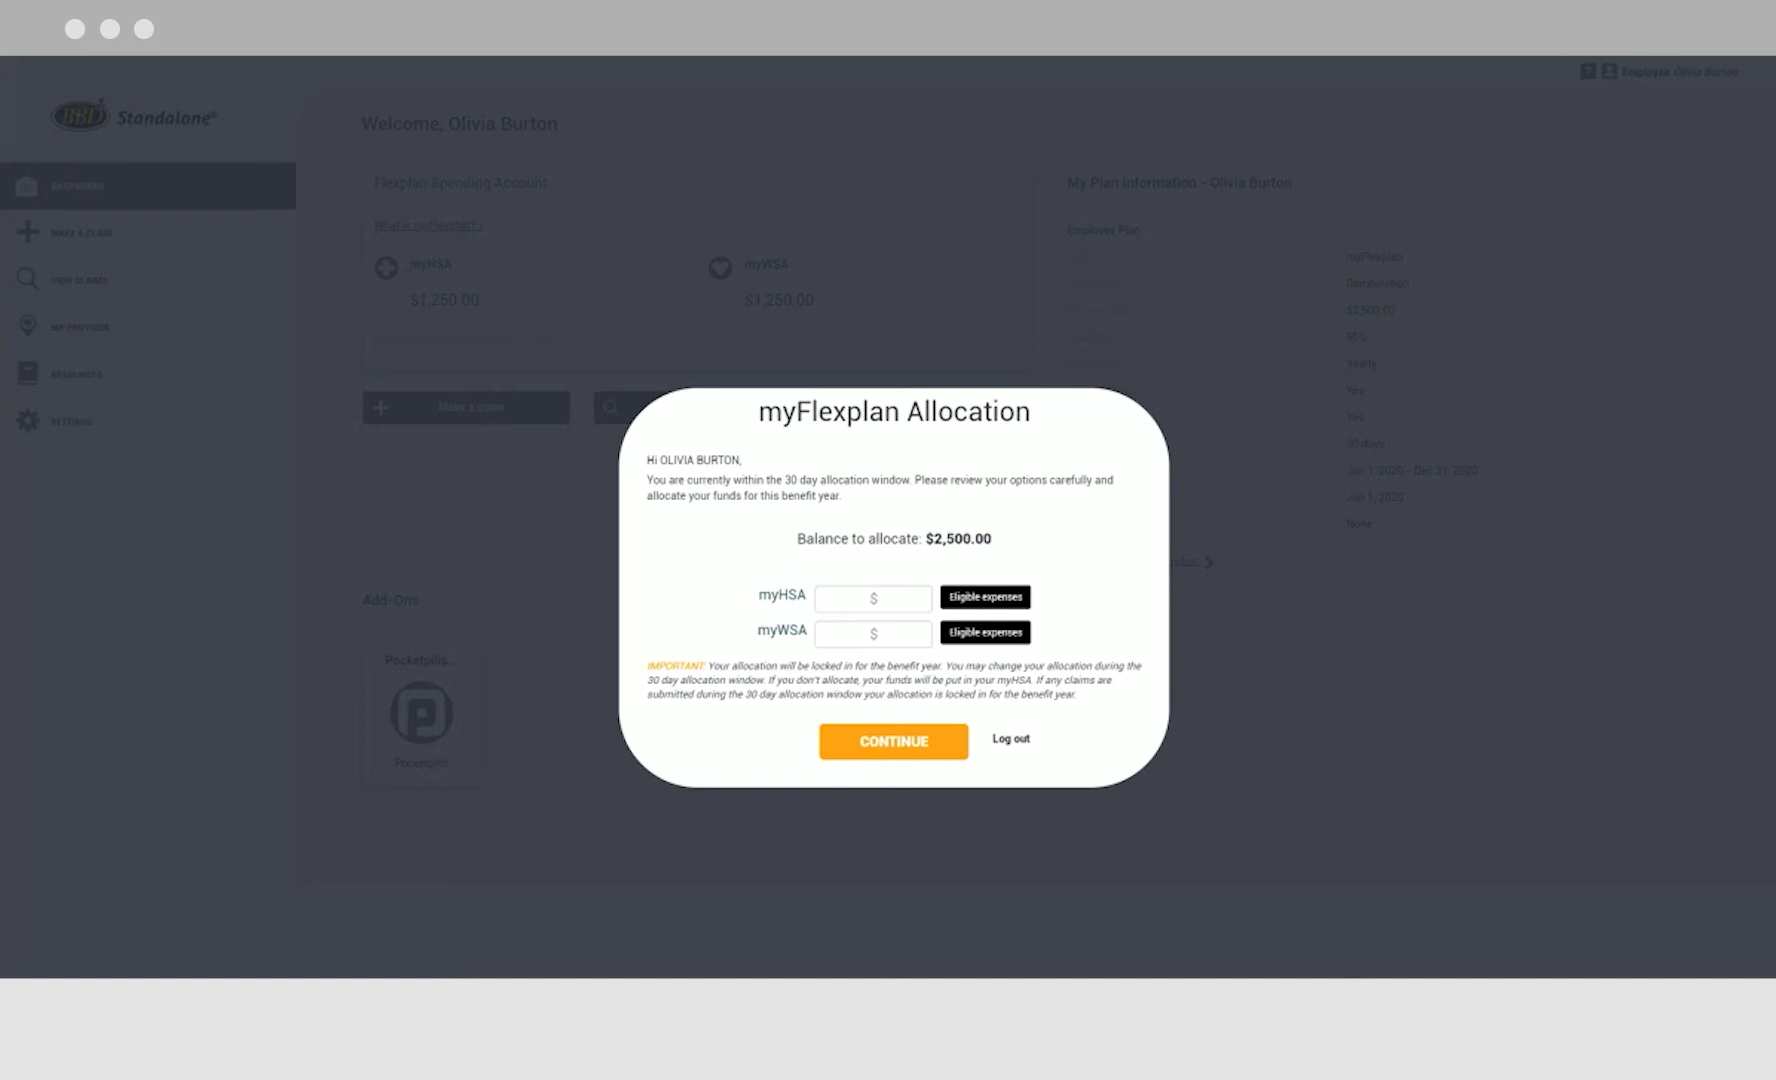 Employee Olivia Burton
BBD Standalone®
Welcome, Olivia Burton
DASHBOARD
MAKE A CLAIM
VIEW CLAIMS
MY PROVIDER
RESOURCES
SETTINGS
Flexplan Spending Account
What is myFlexplan? >
myHSA
$1,250.00
myWSA
$1,250.00
Make a claim
My Plan Information - Olivia Burton
Employee Plan
myFlexplan
Combination
$2,500.00
Yearly
Yes
Yes
30 days
Jan 1, 2020 - Dec 31, 2020
Jan 1, 2020
None
Add-Ons
Pocketpills...
Pocketpills
myFlexplan Allocation
Hi OLIVIA BURTON,
You are currently within the 30 day allocation window. Please review your options carefully and
allocate your funds for this benefit year.
Balance to allocate: $2,500.00
myHSA $ Eligible expenses
myWSA $ Eligible expenses
IMPORTANT: Your allocation will be locked in for the benefit year. You may change your allocation during the
30 day allocation window. If you don't allocate, your funds will be put in your myHSA. If any claims are
submitted during the 30 day allocation window your allocation is locked in for the benefit year.
CONTINUE
Log out